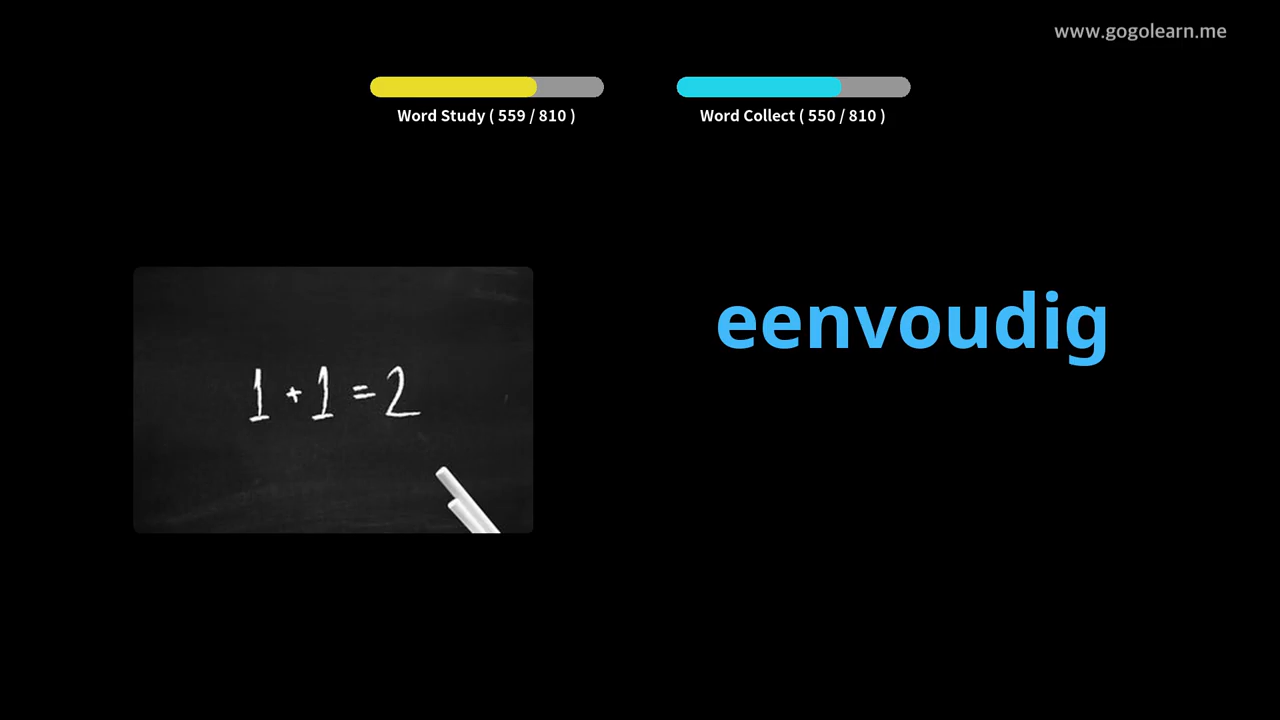 www.gogolearn.me
Word Study ( 559 / 810 )
Word Collect ( 550 / 810 )
eenvoudig
1 + 1 = 2